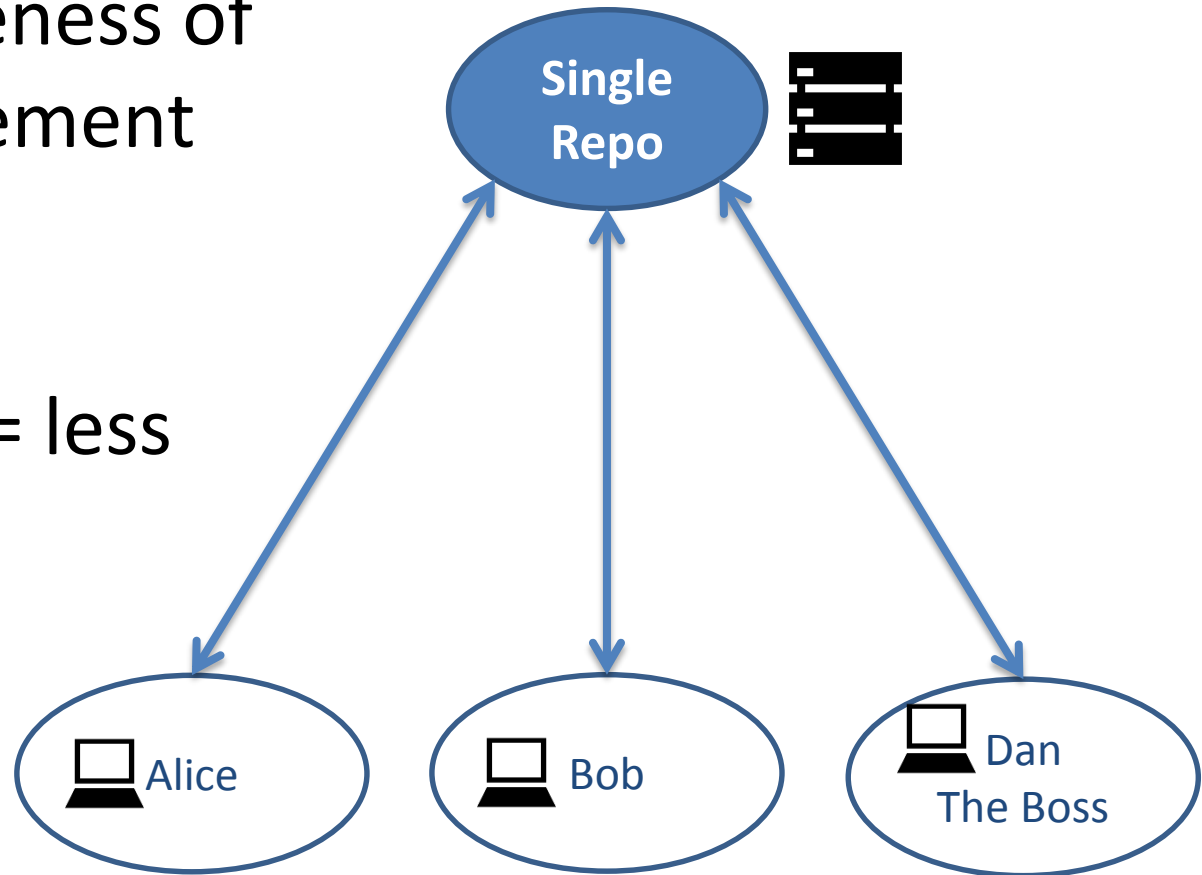 eness of
ement
= less
Single
Repo
Alice
Bob
Dan
The Boss